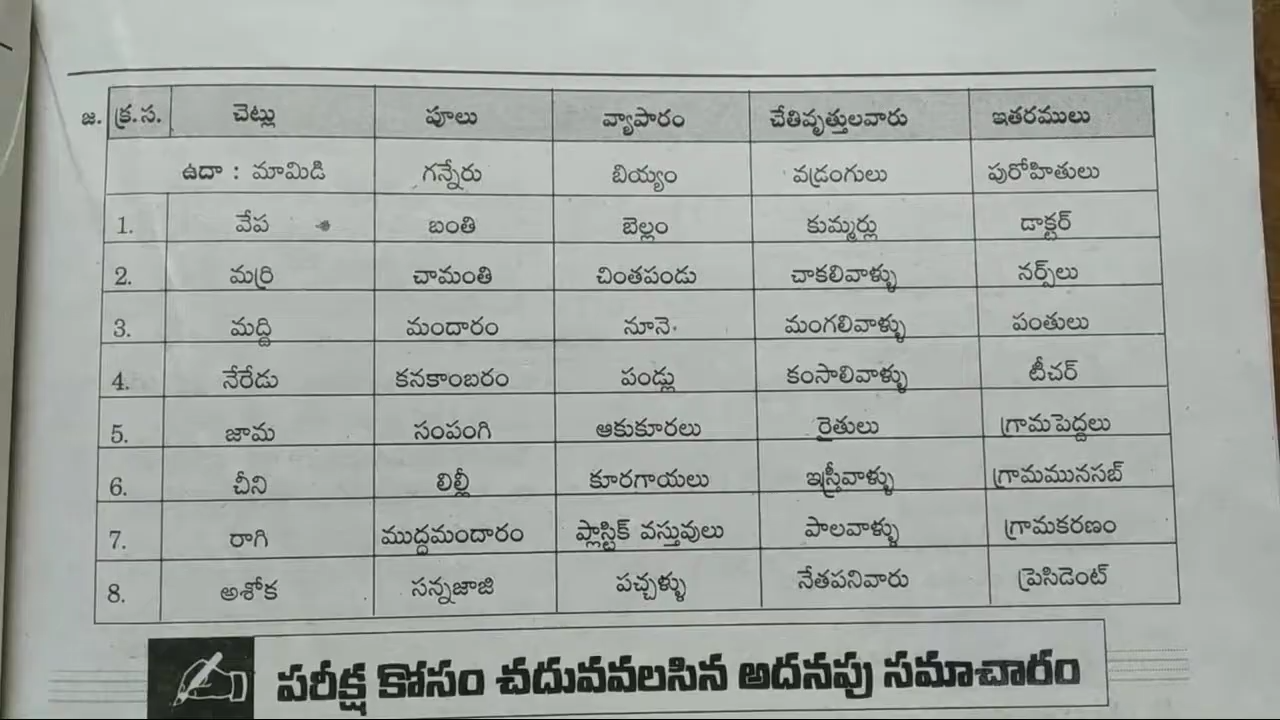 జ. క్ర.స. చెట్లు పూలు వ్యాపారం చేతివృత్తులవారు ఇతరములు
ఉదా : మామిడి గన్నేరు బియ్యం వడ్రంగులు పురోహితులు
1. వేప బంతి బెల్లం కుమ్మర్లు డాక్టర్
2. మర్రి చామంతి చింతపండు చాకలివాళ్ళు నర్స్‌లు
3. మద్ది మందారం నూనె మంగలివాళ్ళు పంతులు
4. నేరేడు కనకాంబరం పండ్లు కంసాలివాళ్ళు టీచర్
5. జామ సంపంగి ఆకుకూరలు రైతులు గ్రామపెద్దలు
6. చీని లిల్లీ కూరగాయలు ఇస్త్రీవాళ్ళు గ్రామమునసబ్
7. రాగి ముద్దమందారం ప్లాస్టిక్ వస్తువులు పాలవాళ్ళు గ్రామకరణం
8. అశోక సన్నజాజి పచ్చళ్ళు నేతపనివారు ప్రెసిడెంట్
పరీక్ష కోసం చదువవలసిన అదనపు సమాచారం